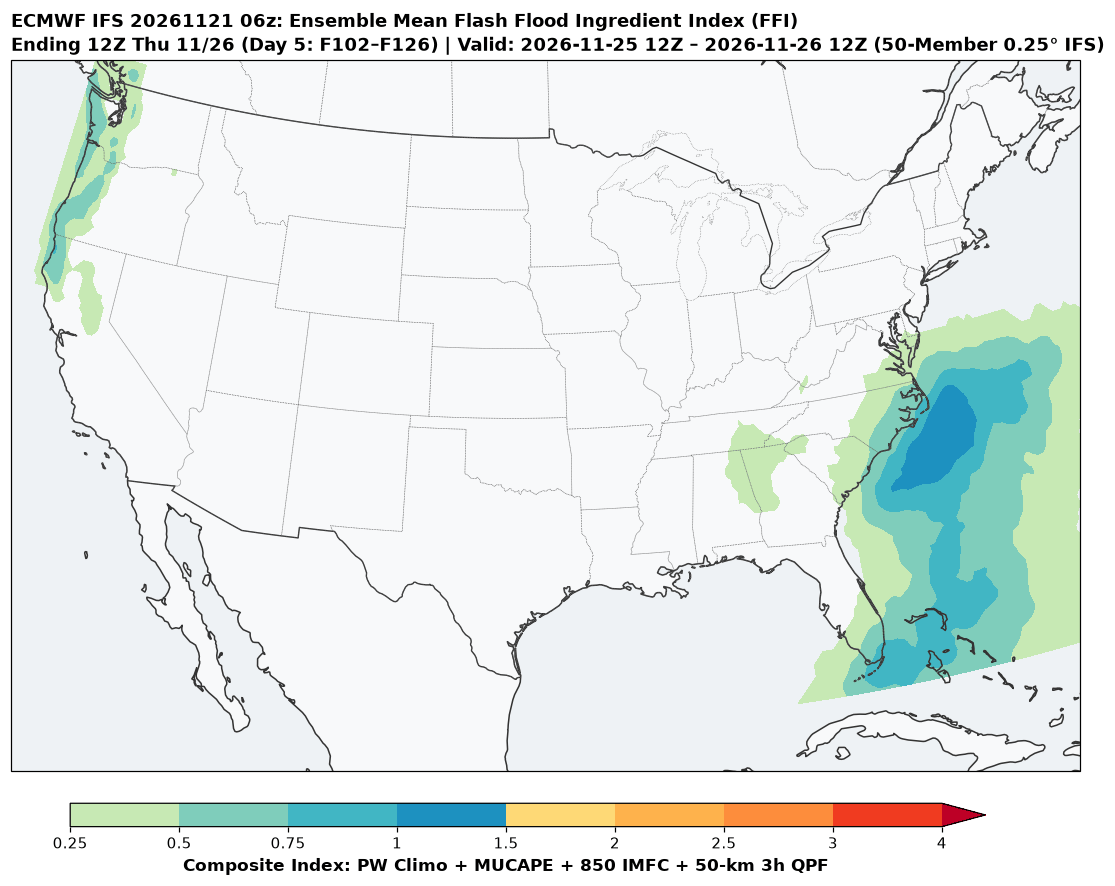 ECMWF IFS 20261121 06z: Ensemble Mean Flash Flood Ingredient Index (FFI)
Ending 12Z Thu 11/26 (Day 5: F102–F126) | Valid: 2026-11-25 12Z – 2026-11-26 12Z (50-Member 0.25° IFS)
0.25 0.5 0.75 1 1.5 2 2.5 3 4
Composite Index: PW Climo + MUCAPE + 850 IMFC + 50-km 3h QPF